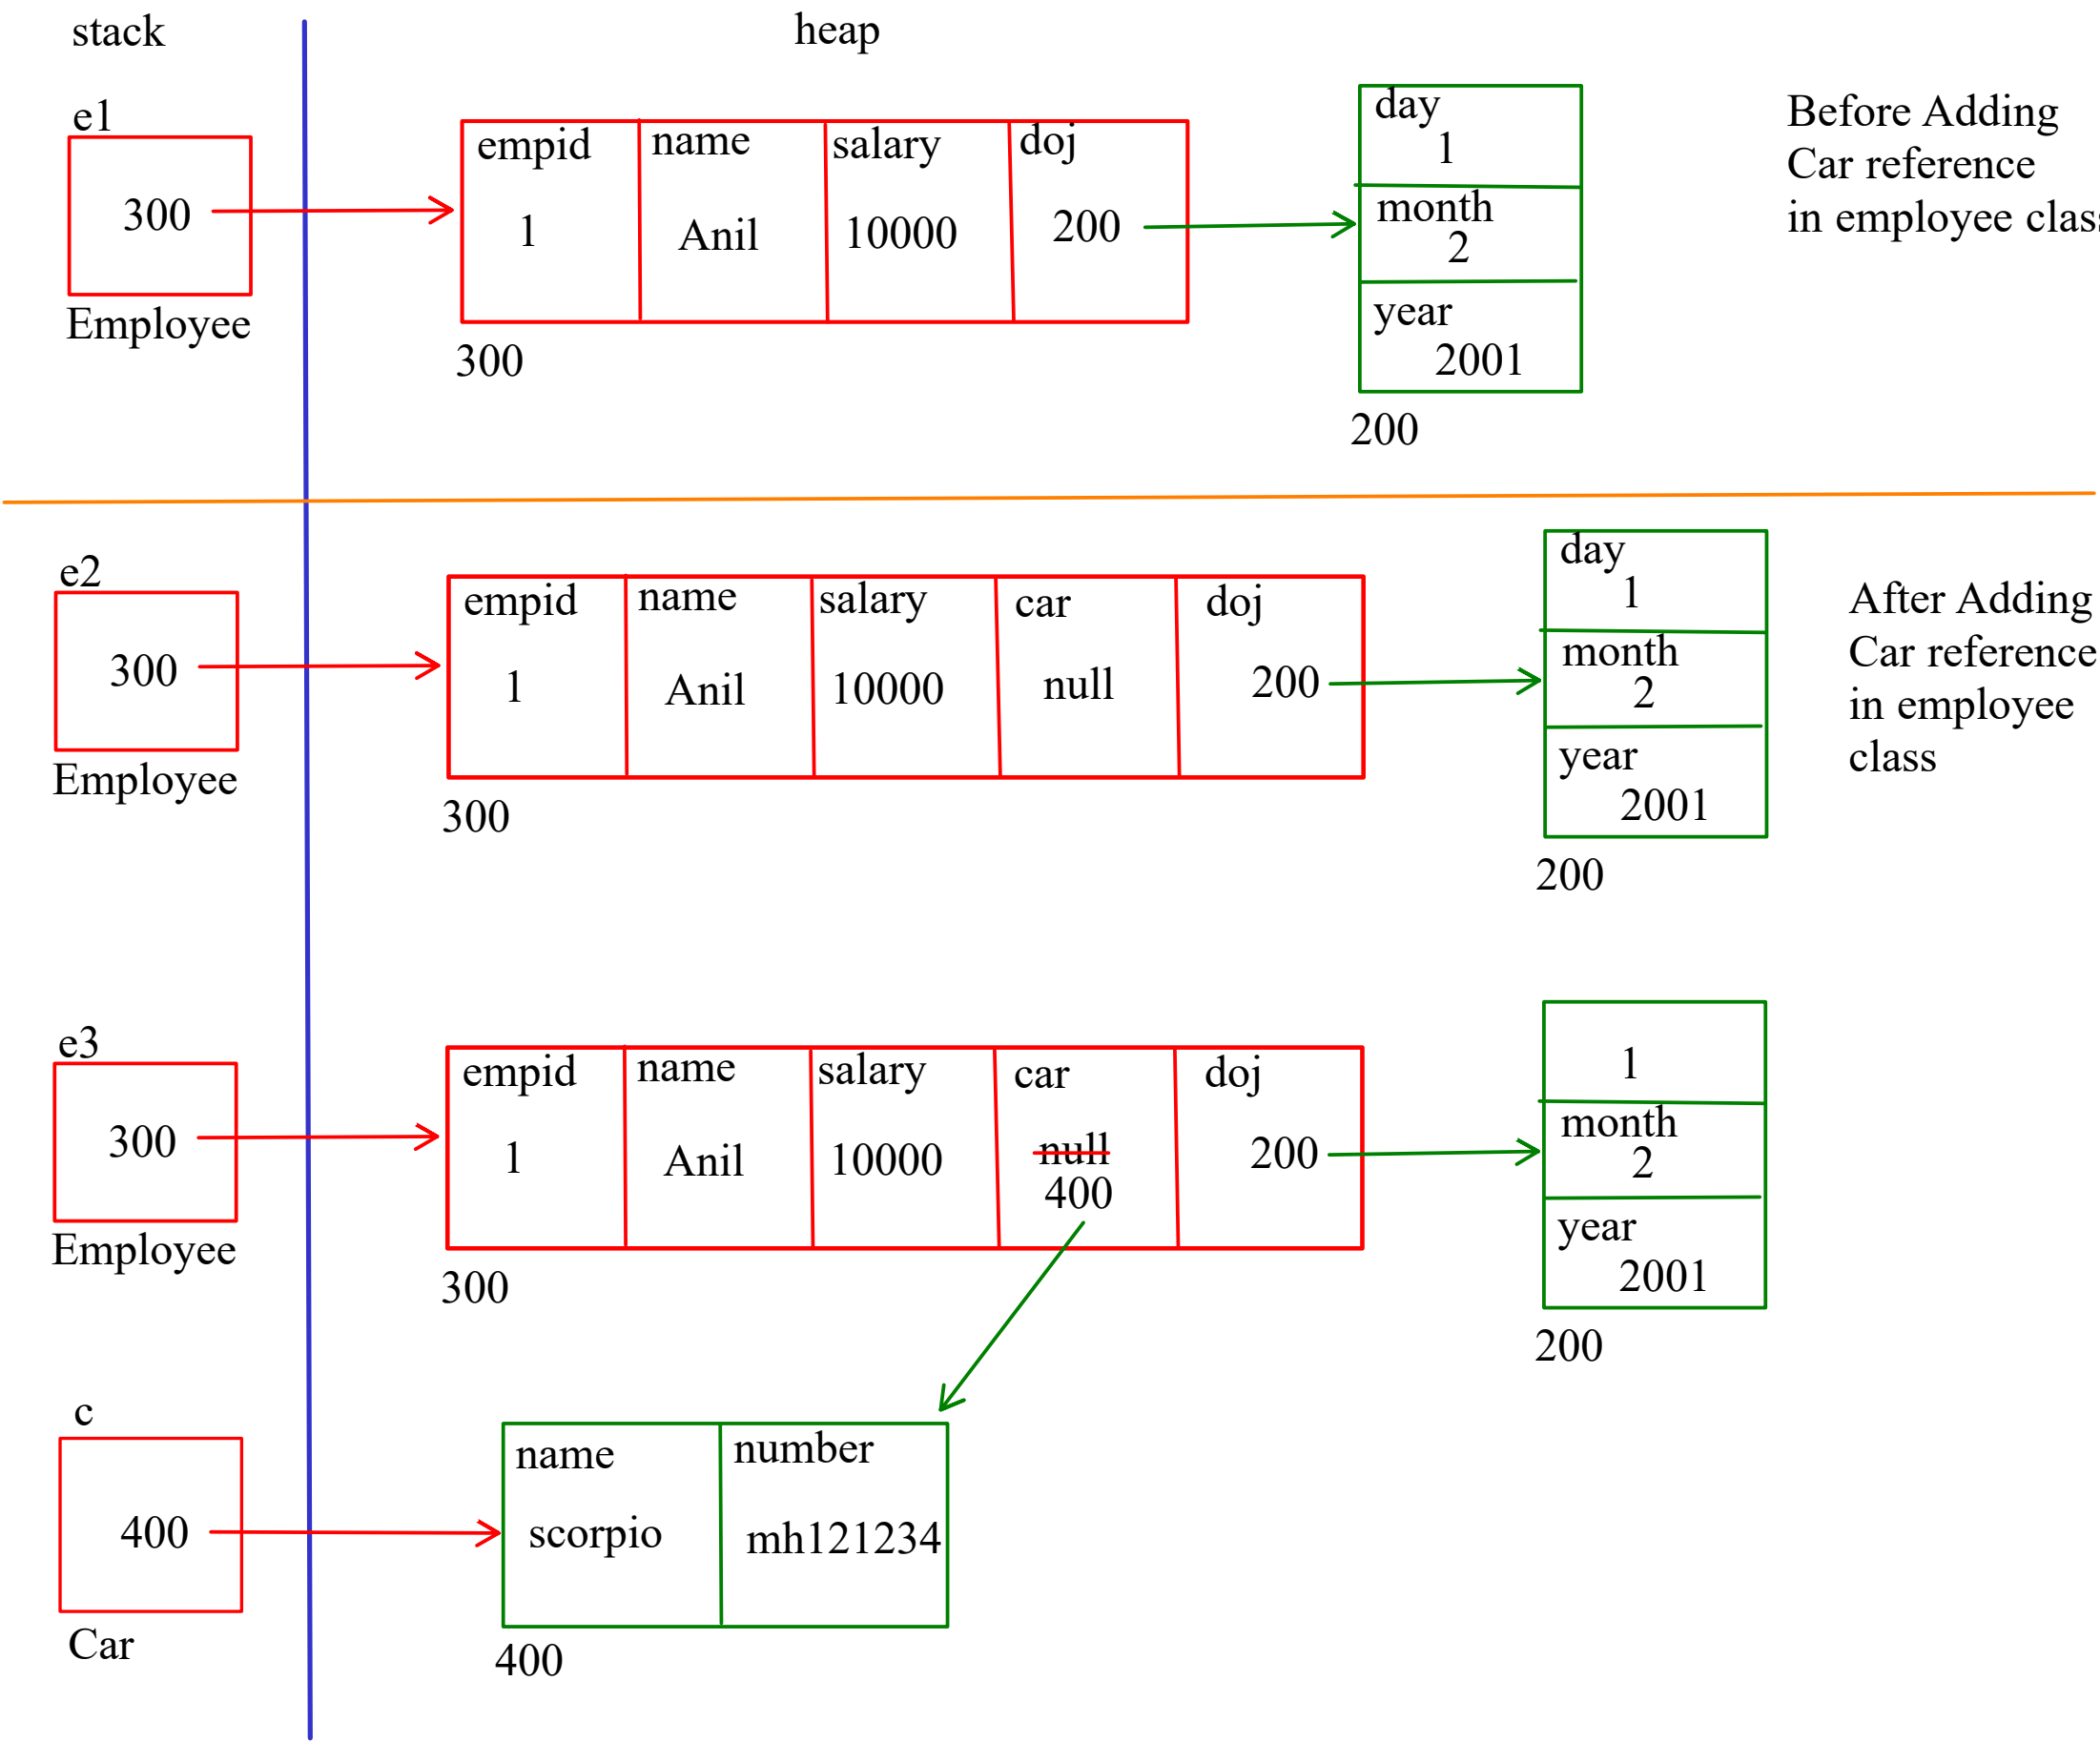 stack
heap
e1
300
Employee
empid
name
salary
doj
1
Anil
10000
200
300
day
1
month
2
year
2001
200
Before Adding
Car reference
in employee class
e2
300
Employee
empid
name
salary
car
doj
1
Anil
10000
null
200
300
day
1
month
2
year
2001
200
After Adding
Car reference
in employee
class
e3
300
Employee
empid
name
salary
car
doj
1
Anil
10000
null
400
200
300
1
month
2
year
2001
200
c
400
Car
name
number
scorpio
mh121234
400